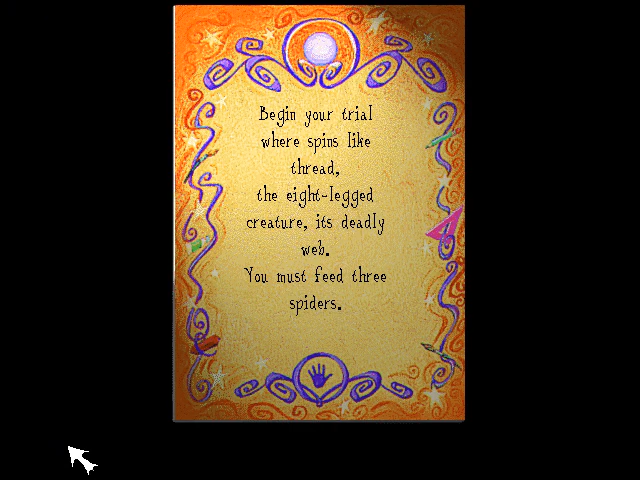 Begin your trial
where spins like
thread,
the eight-legged
creature, its deadly
web.
You must feed three
spiders.